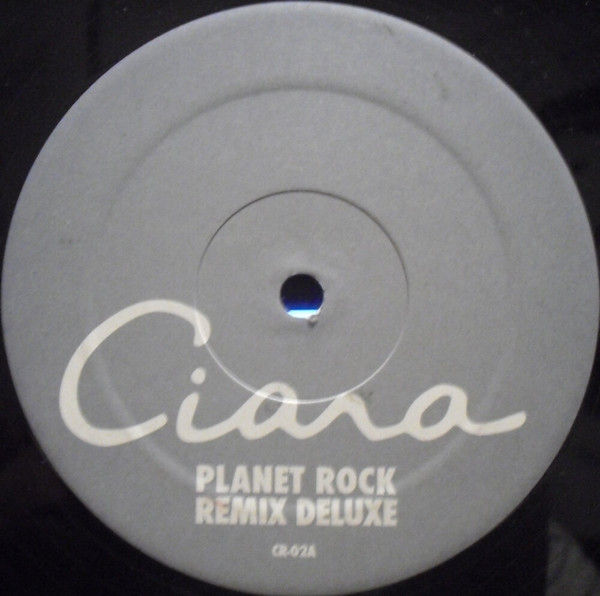 Ciara
PLANET ROCK
REMIX DELUXE
CR-02A